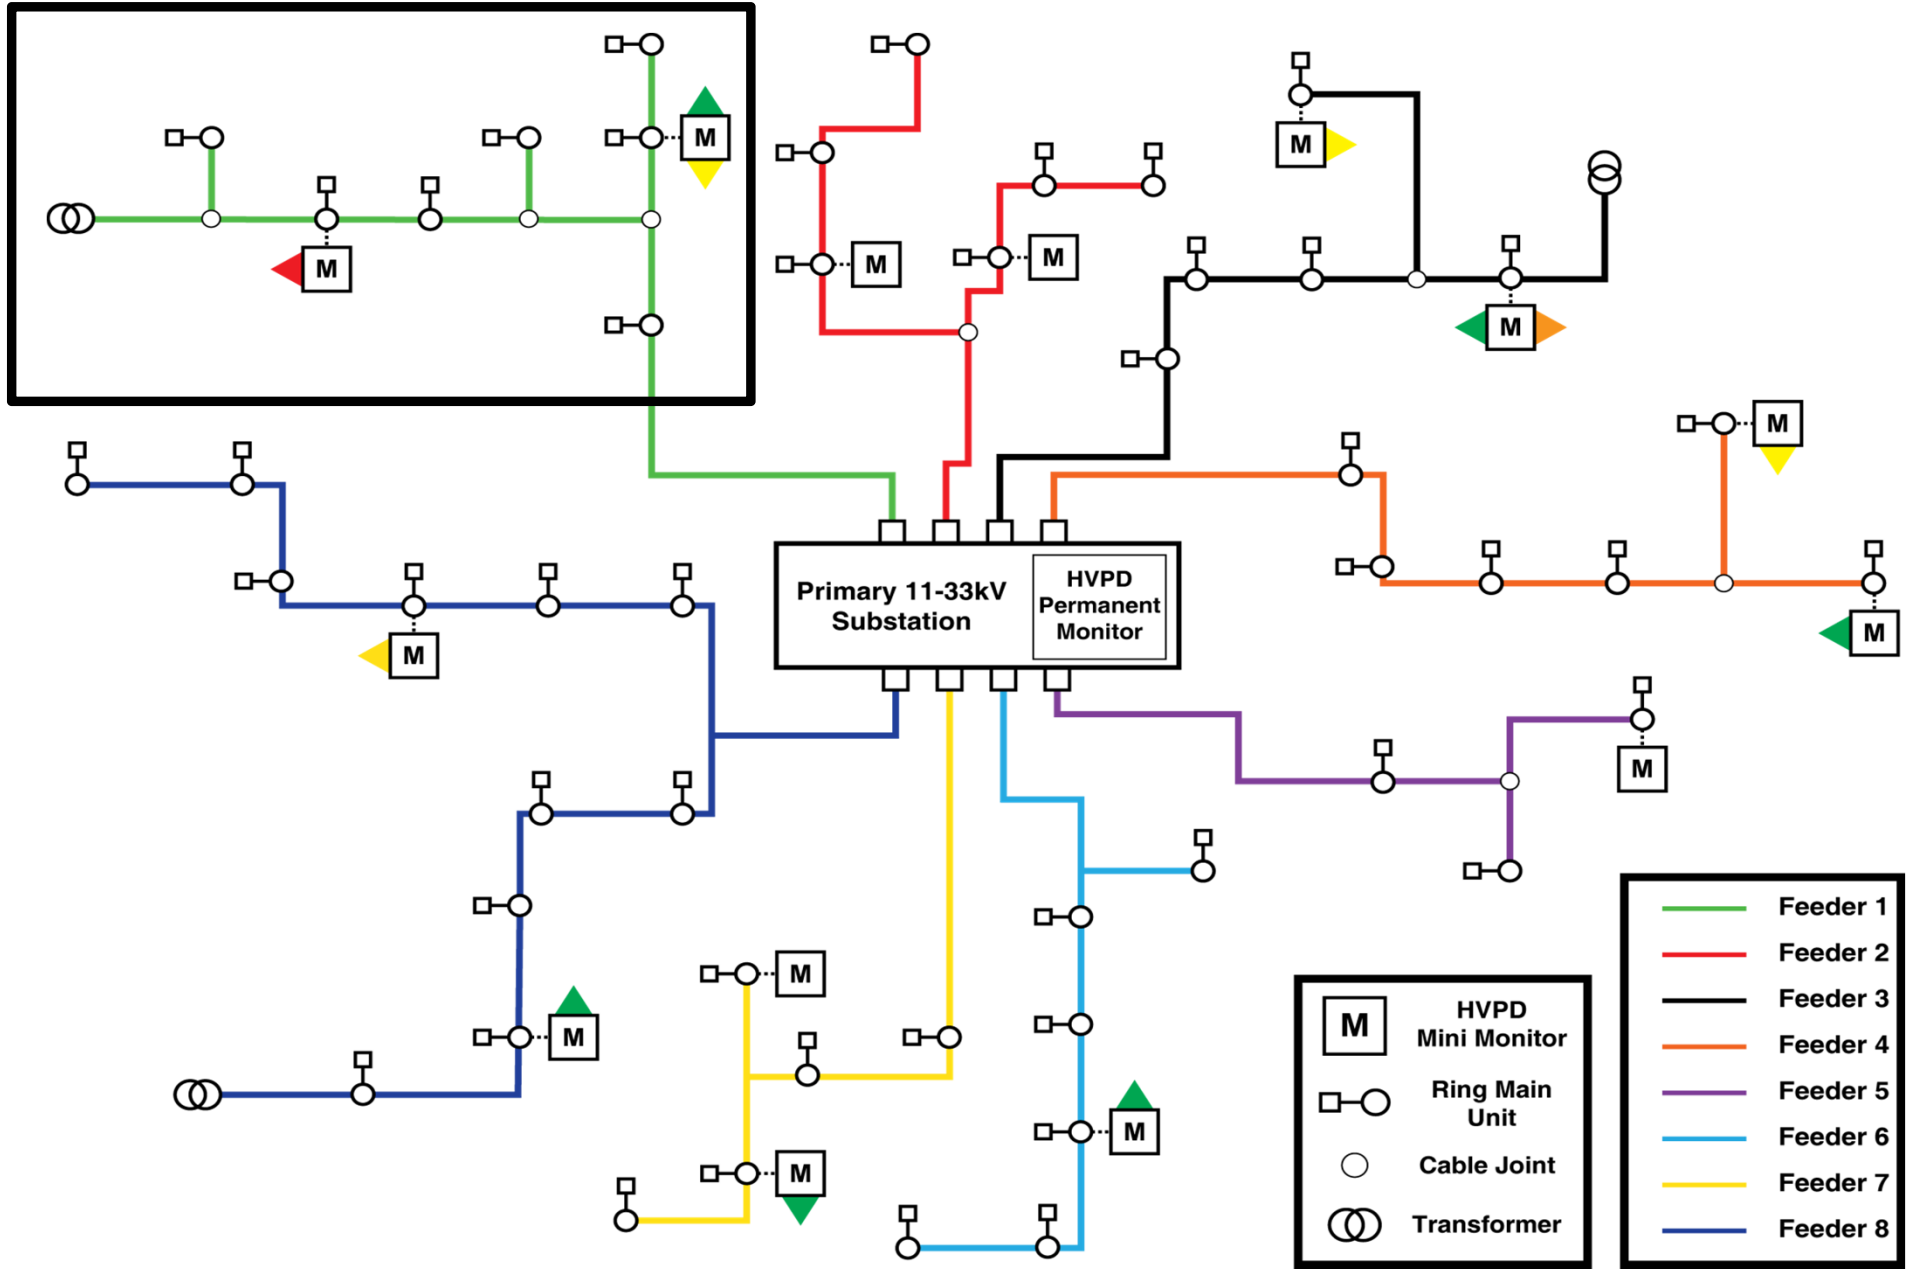 M
M
M
M
M
M
M
M
M
Primary 11-33kV
Substation
HVPD
Permanent
Monitor
M
M
M
M
M
M
M
M
HVPD
Mini Monitor
Ring Main
Unit
Cable Joint
Transformer
Feeder 1
Feeder 2
Feeder 3
Feeder 4
Feeder 5
Feeder 6
Feeder 7
Feeder 8